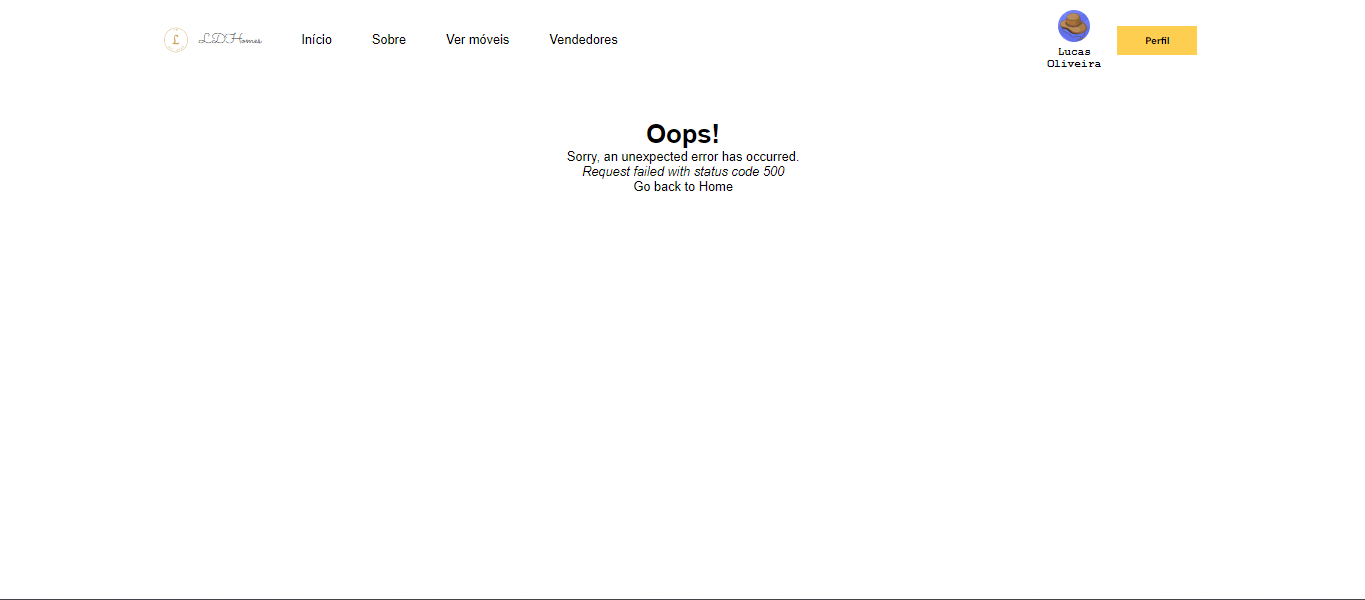 L
LDHomes
Início
Sobre
Ver móveis
Vendedores
Lucas
Oliveira
Perfil
Oops!
Sorry, an unexpected error has occurred.
Request failed with status code 500
Go back to Home